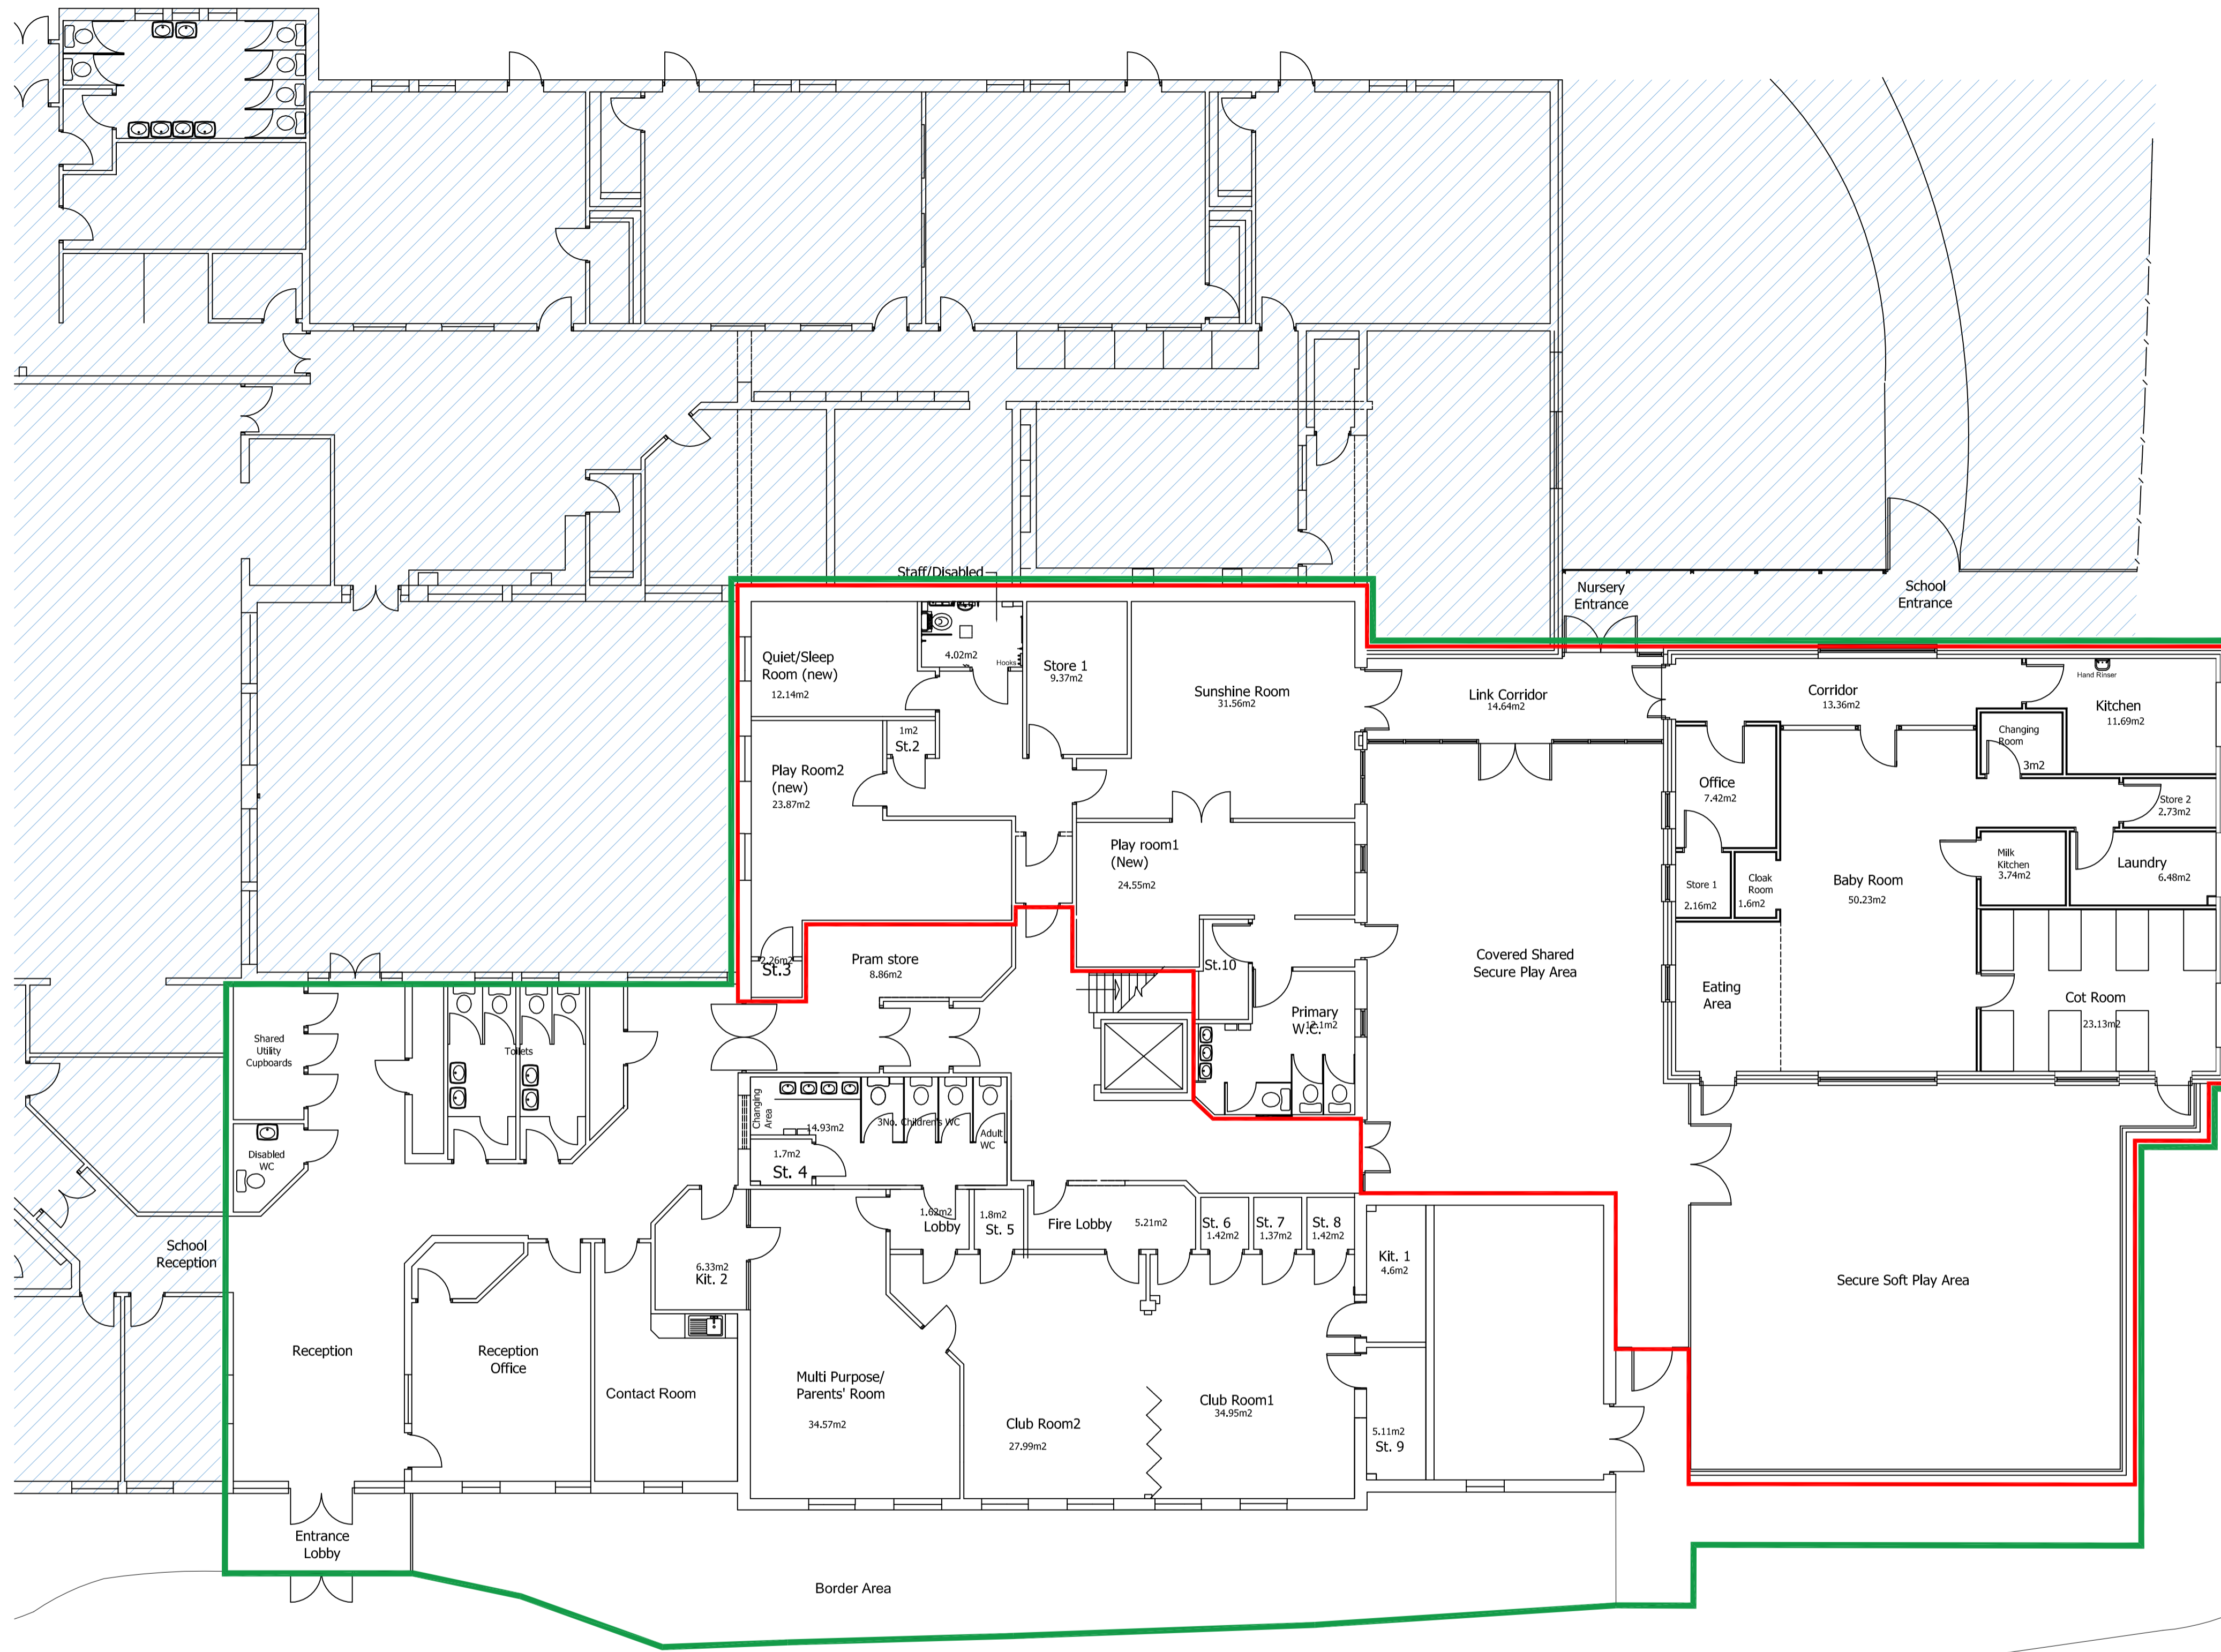 Staff/Disabled
Nursery
Entrance
School
Entrance
Quiet/Sleep
Room (new)
12.14m2
4.02m2
Hooks
Store 1
9.37m2
Sunshine Room
31.56m2
Link Corridor
14.64m2
Corridor
13.36m2
Hand Rinser
Kitchen
11.69m2
1m2
St.2
Changing
Room
3m2
Play Room2
(new)
23.87m2
Office
7.42m2
Store 2
2.73m2
Play room1
(New)
24.55m2
Milk
Kitchen
3.74m2
Laundry
6.48m2
Store 1
2.16m2
Cloak
Room
1.6m2
Baby Room
50.23m2
2.26m2
St.3
Pram store
8.86m2
St.10
Covered Shared
Secure Play Area
Eating
Area
Cot Room
23.13m2
Primary
W.C.
12.1m2
Shared
Utility
Cupboards
Toilets
Changing
Area
14.93m2
3No. Children's WC
Adult
WC
1.7m2
St. 4
Disabled
WC
School
Reception
1.62m2
Lobby
1.8m2
St. 5
Fire Lobby
5.21m2
St. 6
1.42m2
St. 7
1.37m2
St. 8
1.42m2
6.33m2
Kit. 2
Kit. 1
4.6m2
Secure Soft Play Area
Reception
Reception
Office
Contact Room
Multi Purpose/
Parents' Room
34.57m2
Club Room2
27.99m2
Club Room1
34.95m2
5.11m2
St. 9
Entrance
Lobby
Border Area